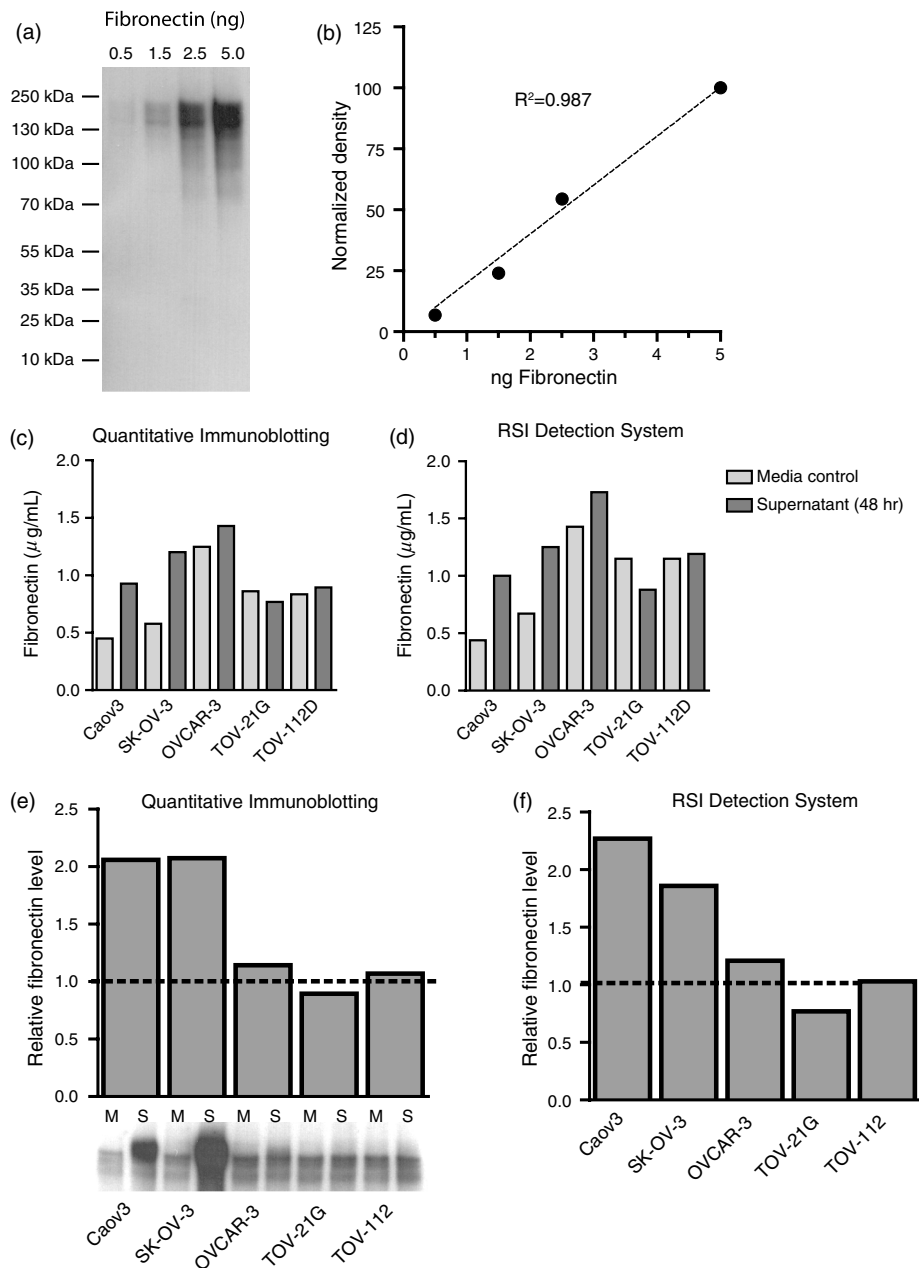 (a)
Fibronectin (ng)
0.5 1.5 2.5 5.0
250 kDa
130 kDa
100 kDa
70 kDa
55 kDa
35 kDa
25 kDa
10 kDa
(b)
125
100
75
50
25
0
Normalized density
R²=0.987
0 1 2 3 4 5
ng Fibronectin
(c)
Quantitative Immunoblotting
2.0
1.5
1.0
0.5
0.0
Fibronectin (μg/mL)
Caov3
SK-OV-3
OVCAR-3
TOV-21G
TOV-112D
(d)
RSI Detection System
2.0
1.5
1.0
0.5
0.0
Fibronectin (μg/mL)
Caov3
SK-OV-3
OVCAR-3
TOV-21G
TOV-112D
Media control
Supernatant (48 hr)
(e)
Quantitative Immunoblotting
2.5
2.0
1.5
1.0
0.5
0.0
Relative fibronectin level
M S M S M S M S M S
Caov3
SK-OV-3
OVCAR-3
TOV-21G
TOV-112
(f)
RSI Detection System
2.5
2.0
1.5
1.0
0.5
0.0
Relative fibronectin level
Caov3
SK-OV-3
OVCAR-3
TOV-21G
TOV-112